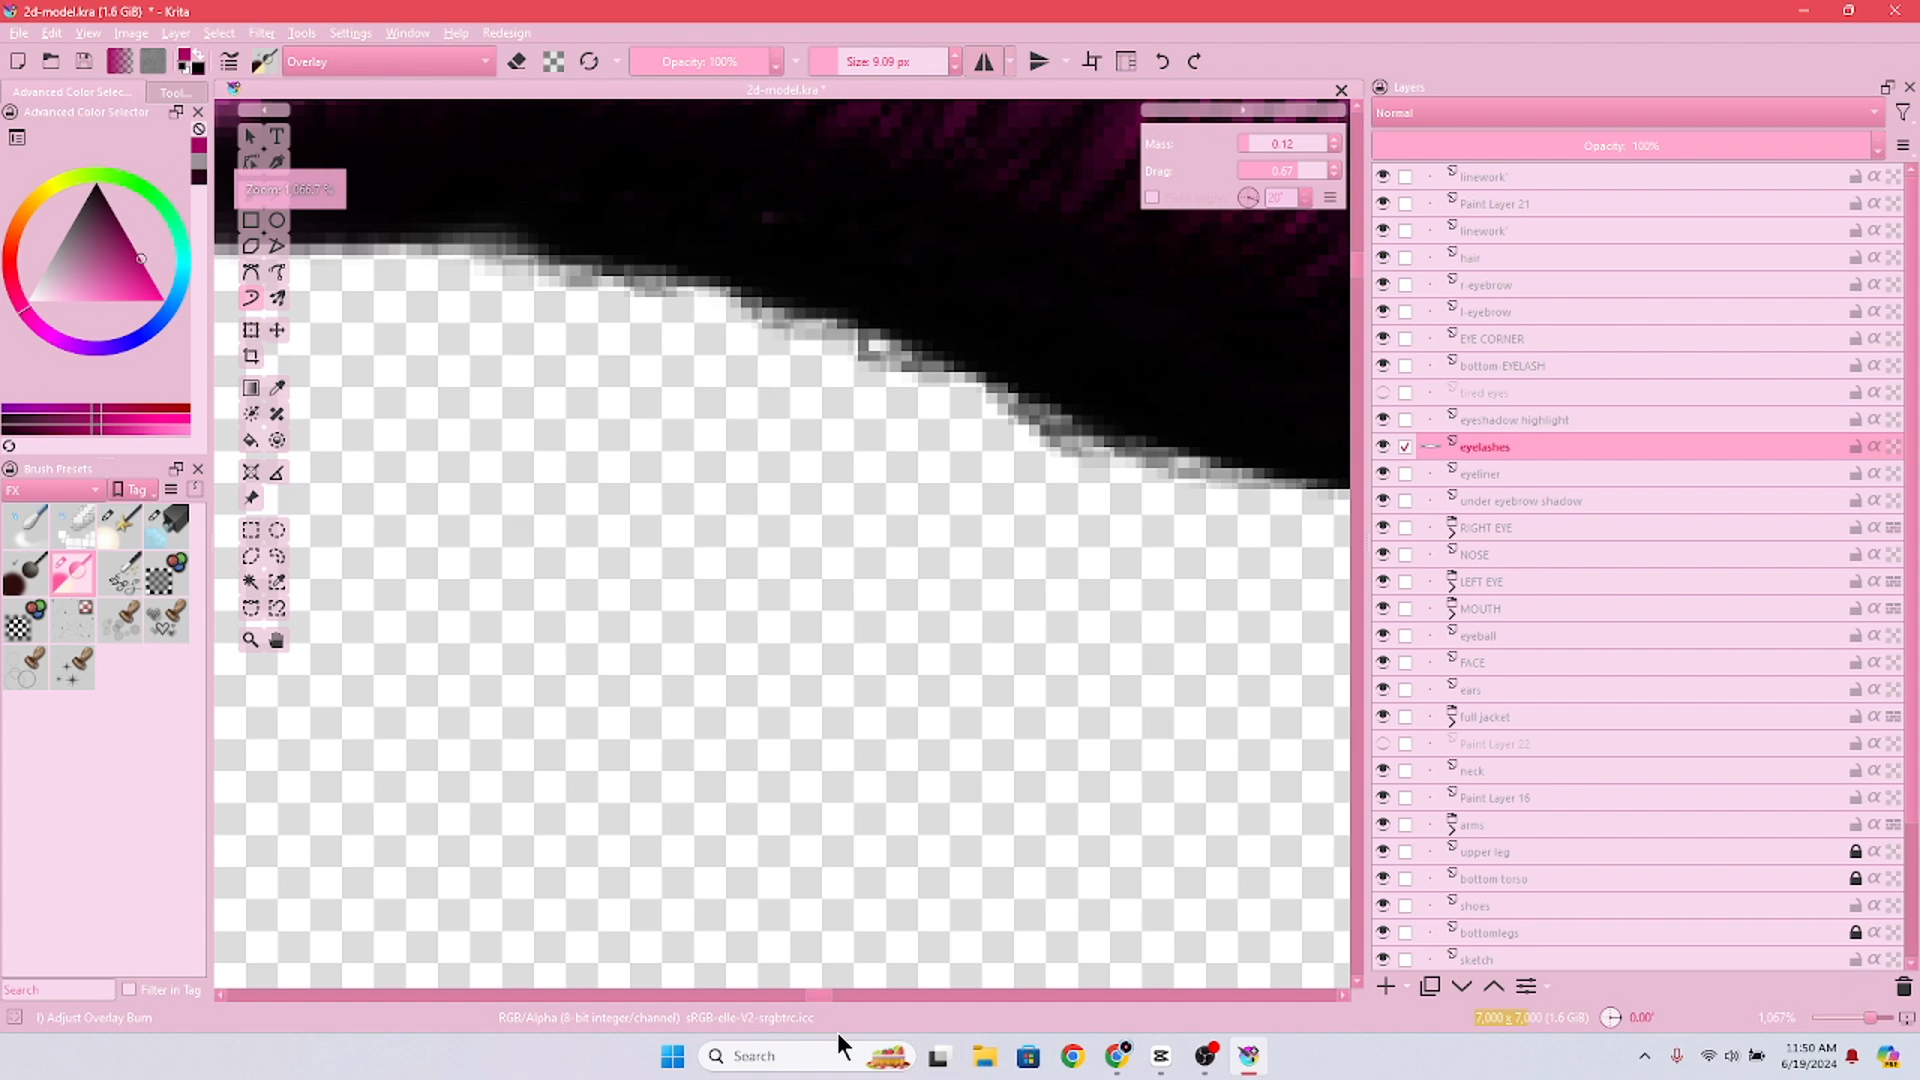 2d-model.kra (1.6 GiB) * - Krita
File Edit View Image Layer Select Filter Tools Settings Window Help Redesign
Overlay
Opacity: 100%
Size: 9.09 px
Advanced Color Selec...
Tool...
2d-model.kra *
Layers
Advanced Color Selector
Normal
Opacity: 100%
Mass:
0.12
Drag:
0.67
20°
linework'
Paint Layer 21
linework'
hair
r-eyebrow
l-eyebrow
EYE CORNER
bottom-EYELASH
tired eyes
eyeshadow highlight
eyelashes
eyeliner
under eyebrow shadow
RIGHT EYE
NOSE
LEFT EYE
MOUTH
eyeball
FACE
ears
full jacket
Paint Layer 22
neck
Paint Layer 16
arms
upper leg
bottom torso
shoes
bottomlegs
sketch
Brush Presets
FX
Tag
Search
Filter in Tag
I) Adjust Overlay Burn
RGB/Alpha (8-bit integer/channel) sRGB-elle-V2-srgbtrc.icc
7,000 x 7,000 (1.6 GiB)
0.00°
1,067%
Search
11:50 AM
6/19/2024